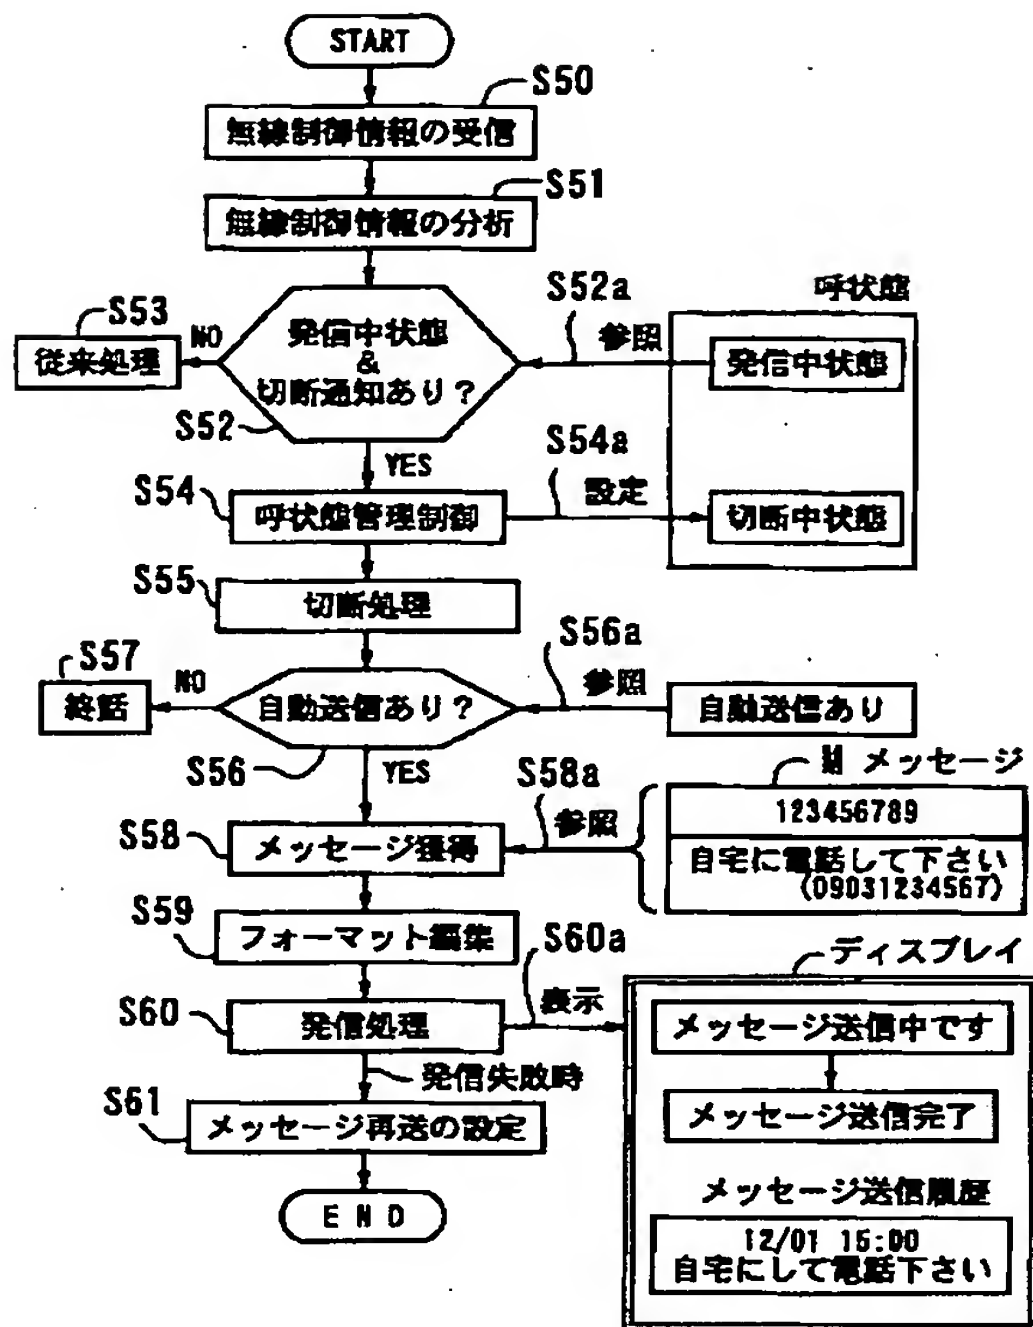 START
S50
無線制御情報の受信
S51
無線制御情報の分析
S52a
呼状態
S53
NO
発信中状態
参照
従来処理
&
発信中状態
切断通知あり?
S52
YES
S54a
S54
設定
呼状態管理制御
切断中状態
S55
切断処理
S56a
S57
NO
参照
終話
自動送信あり?
自動送信あり
S56
YES
S58a
M メッセージ
123456789
S58
参照
メッセージ獲得
自宅に電話して下さい
(09031234567)
S59
フォーマット編集
S60a
ディスプレイ
S60
発信処理
表示
メッセージ送信中です
発信失敗時
S61
メッセージ再送の設定
メッセージ送信完了
END
メッセージ送信履歴
12/01 15:00
自宅にして電話下さい